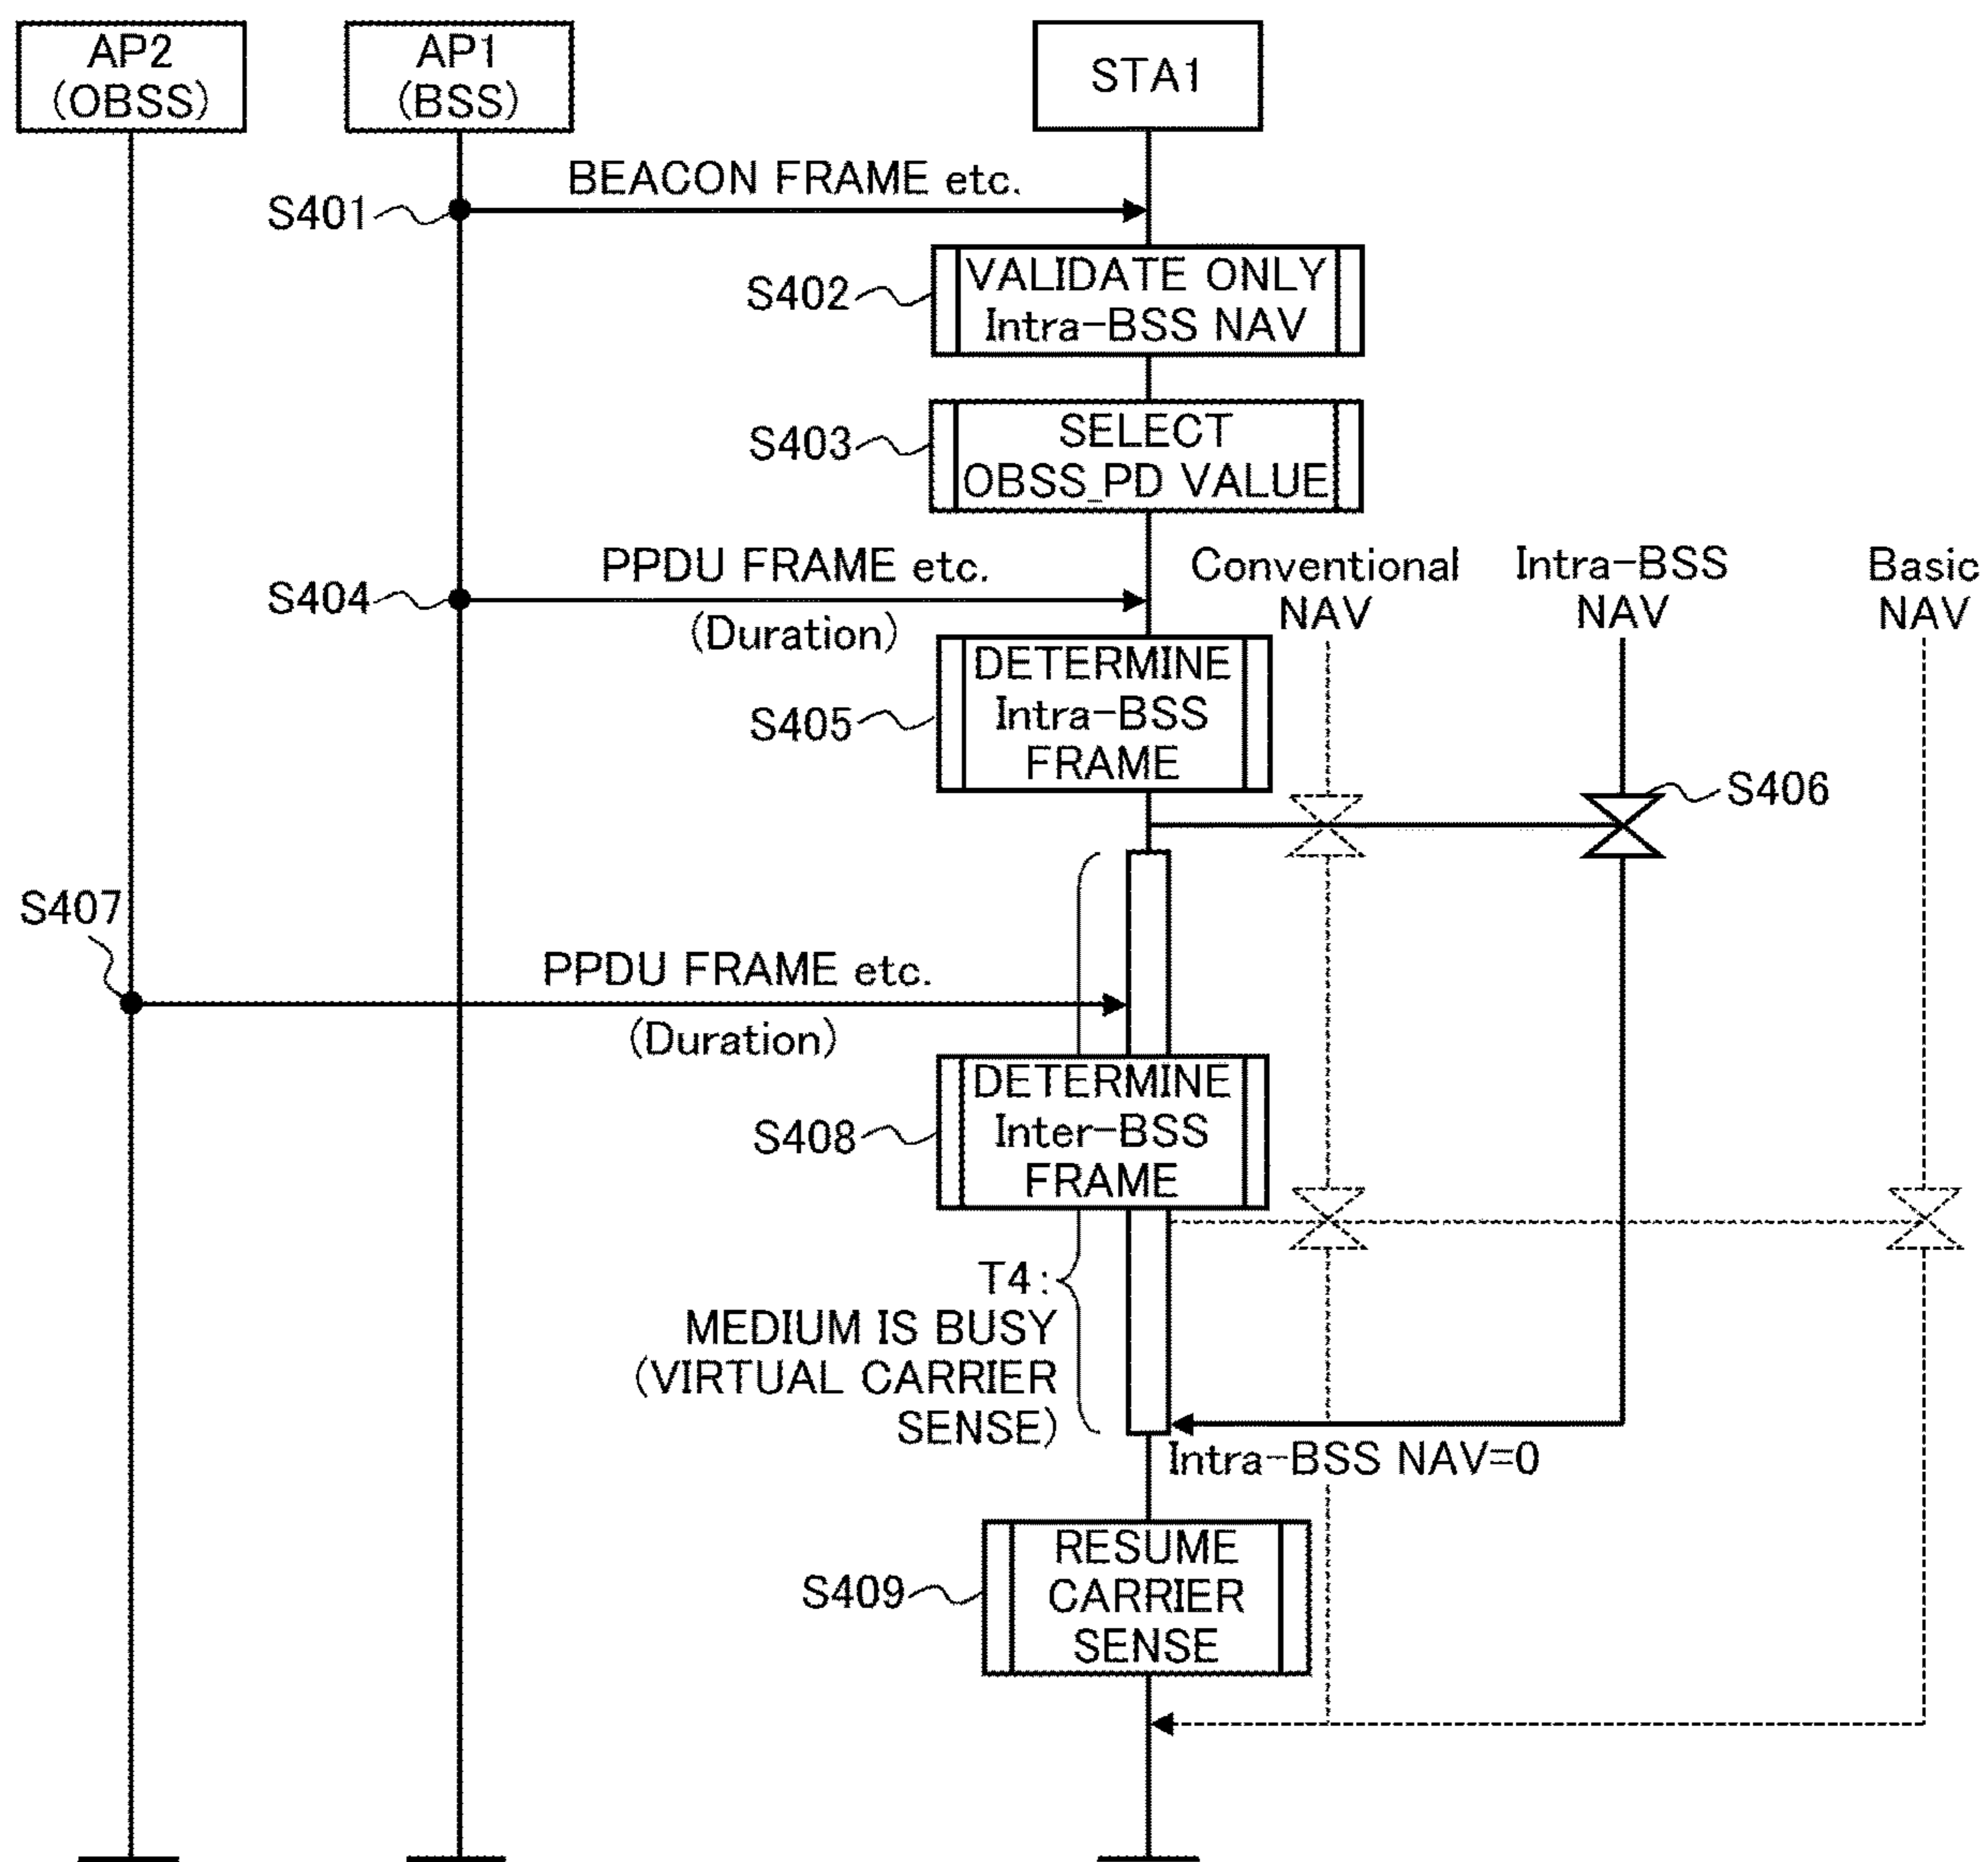 AP2
(OBSS)
AP1
(BSS)
STA1
BEACON FRAME etc.
S401
S402
VALIDATE ONLY
Intra-BSS NAV
S403
SELECT
OBSS_PD VALUE
PPDU FRAME etc.
S404
(Duration)
Conventional
NAV
Intra-BSS
NAV
Basic
NAV
S405
DETERMINE
Intra-BSS
FRAME
S406
S407
PPDU FRAME etc.
(Duration)
S408
DETERMINE
Inter-BSS
FRAME
T4:
MEDIUM IS BUSY
(VIRTUAL CARRIER
SENSE)
Intra-BSS NAV=0
S409
RESUME
CARRIER
SENSE